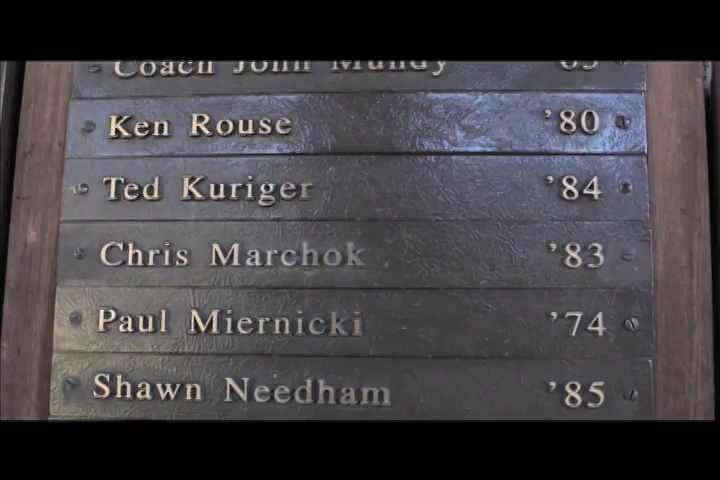 Coach John Mundy '65
Ken Rouse '80
Ted Kuriger '84
Chris Marchok '83
Paul Miernicki '74
Shawn Needham '85